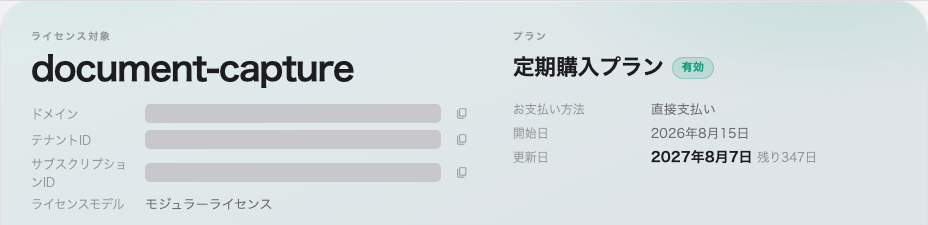 ライセンス対象
document-capture
ドメイン
テナントID
サブスクリプショ
ンID
ライセンスモデル モジュラーライセンス
プラン
定期購入プラン 有効
お支払い方法 直接支払い
開始日 2026年8月15日
更新日 2027年8月7日 残り347日